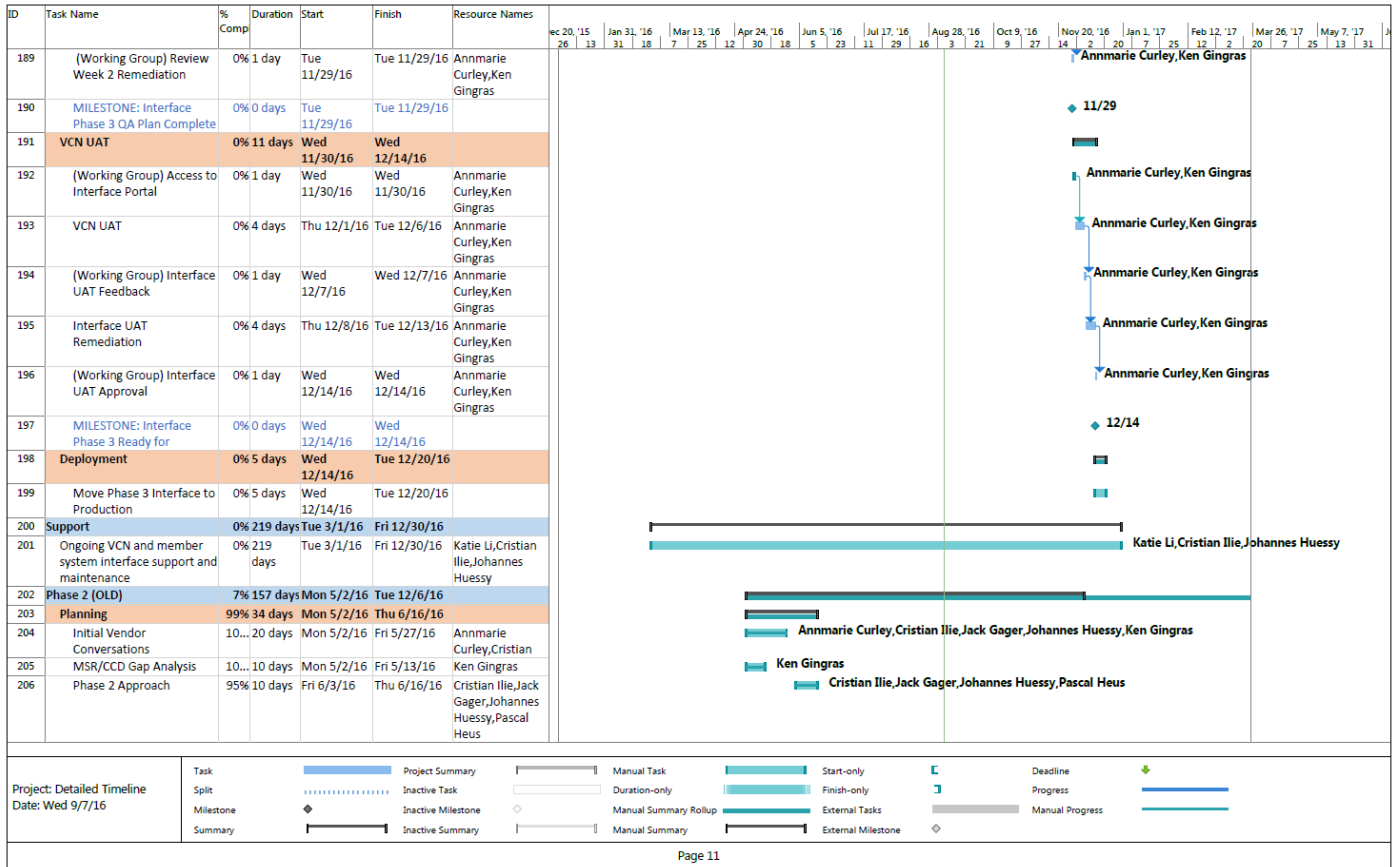 ID Task Name % Comp Duration Start Finish Resource Names
ec 20, '15 Jan 31, '16 Mar 13, '16 Apr 24, '16 Jun 5, '16 Jul 17, '16 Aug 28, '16 Oct 9, '16 Nov 20, '16 Jan 1, '17 Feb 12, '17 Mar 26, '17 May 7, '17
26 13 31 18 7 25 12 30 18 5 23 11 29 16 3 21 9 27 14 2 20 7 25 12 2 20 7 25 13 31
189 (Working Group) Review 0% 1 day Tue Tue 11/29/16 Annmarie
Week 2 Remediation 11/29/16 Curley,Ken
Gingras
Annmarie Curley,Ken Gingras
190 MILESTONE: Interface 0% 0 days Tue Tue 11/29/16
Phase 3 QA Plan Complete 11/29/16
11/29
191 VCN UAT 0% 11 days Wed Wed
11/30/16 12/14/16
192 (Working Group) Access to 0% 1 day Wed Wed Annmarie
Interface Portal 11/30/16 11/30/16 Curley,Ken
Gingras
Annmarie Curley,Ken Gingras
193 VCN UAT 0% 4 days Thu 12/1/16 Tue 12/6/16 Annmarie
Curley,Ken
Gingras
Annmarie Curley,Ken Gingras
194 (Working Group) Interface 0% 1 day Wed Wed 12/7/16 Annmarie
UAT Feedback 12/7/16 Curley,Ken
Gingras
Annmarie Curley,Ken Gingras
195 Interface UAT 0% 4 days Thu 12/8/16 Tue 12/13/16 Annmarie
Remediation Curley,Ken
Gingras
Annmarie Curley,Ken Gingras
196 (Working Group) Interface 0% 1 day Wed Wed Annmarie
UAT Approval 12/14/16 12/14/16 Curley,Ken
Gingras
Annmarie Curley,Ken Gingras
197 MILESTONE: Interface 0% 0 days Wed Wed
Phase 3 Ready for 12/14/16 12/14/16
12/14
198 Deployment 0% 5 days Wed Tue 12/20/16
12/14/16
199 Move Phase 3 Interface to 0% 5 days Wed Tue 12/20/16
Production 12/14/16
200 Support 0% 219 days Tue 3/1/16 Fri 12/30/16
201 Ongoing VCN and member 0% 219 Tue 3/1/16 Fri 12/30/16 Katie Li,Cristian
system interface support and days Ilie,Johannes
maintenance Huessy
Katie Li,Cristian Ilie,Johannes Huessy
202 Phase 2 (OLD) 7% 157 days Mon 5/2/16 Tue 12/6/16
203 Planning 99% 34 days Mon 5/2/16 Thu 6/16/16
204 Initial Vendor 10... 20 days Mon 5/2/16 Fri 5/27/16 Annmarie
Conversations Curley,Cristian
Annmarie Curley,Cristian Ilie,Jack Gager,Johannes Huessy,Ken Gingras
205 MSR/CCD Gap Analysis 10... 10 days Mon 5/2/16 Fri 5/13/16 Ken Gingras
Ken Gingras
206 Phase 2 Approach 95% 10 days Fri 6/3/16 Thu 6/16/16 Cristian Ilie,Jack
Gager,Johannes
Huessy,Pascal
Heus
Cristian Ilie,Jack Gager,Johannes Huessy,Pascal Heus
Project: Detailed Timeline
Date: Wed 9/7/16
Task Project Summary Manual Task Start-only Deadline
Split Inactive Task Duration-only Finish-only Progress
Milestone Inactive Milestone Manual Summary Rollup External Tasks Manual Progress
Summary Inactive Summary Manual Summary External Milestone
Page 11